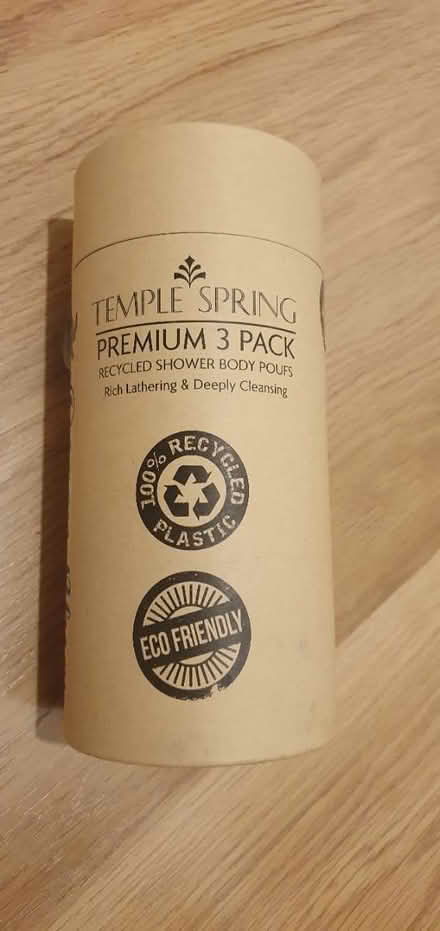 TEMPLE SPRING
PREMIUM 3 PACK
RECYCLED SHOWER BODY POUFS
Rich Lathering & Deeply Cleansing
100% RECYCLED
PLASTIC
ECO FRIENDLY